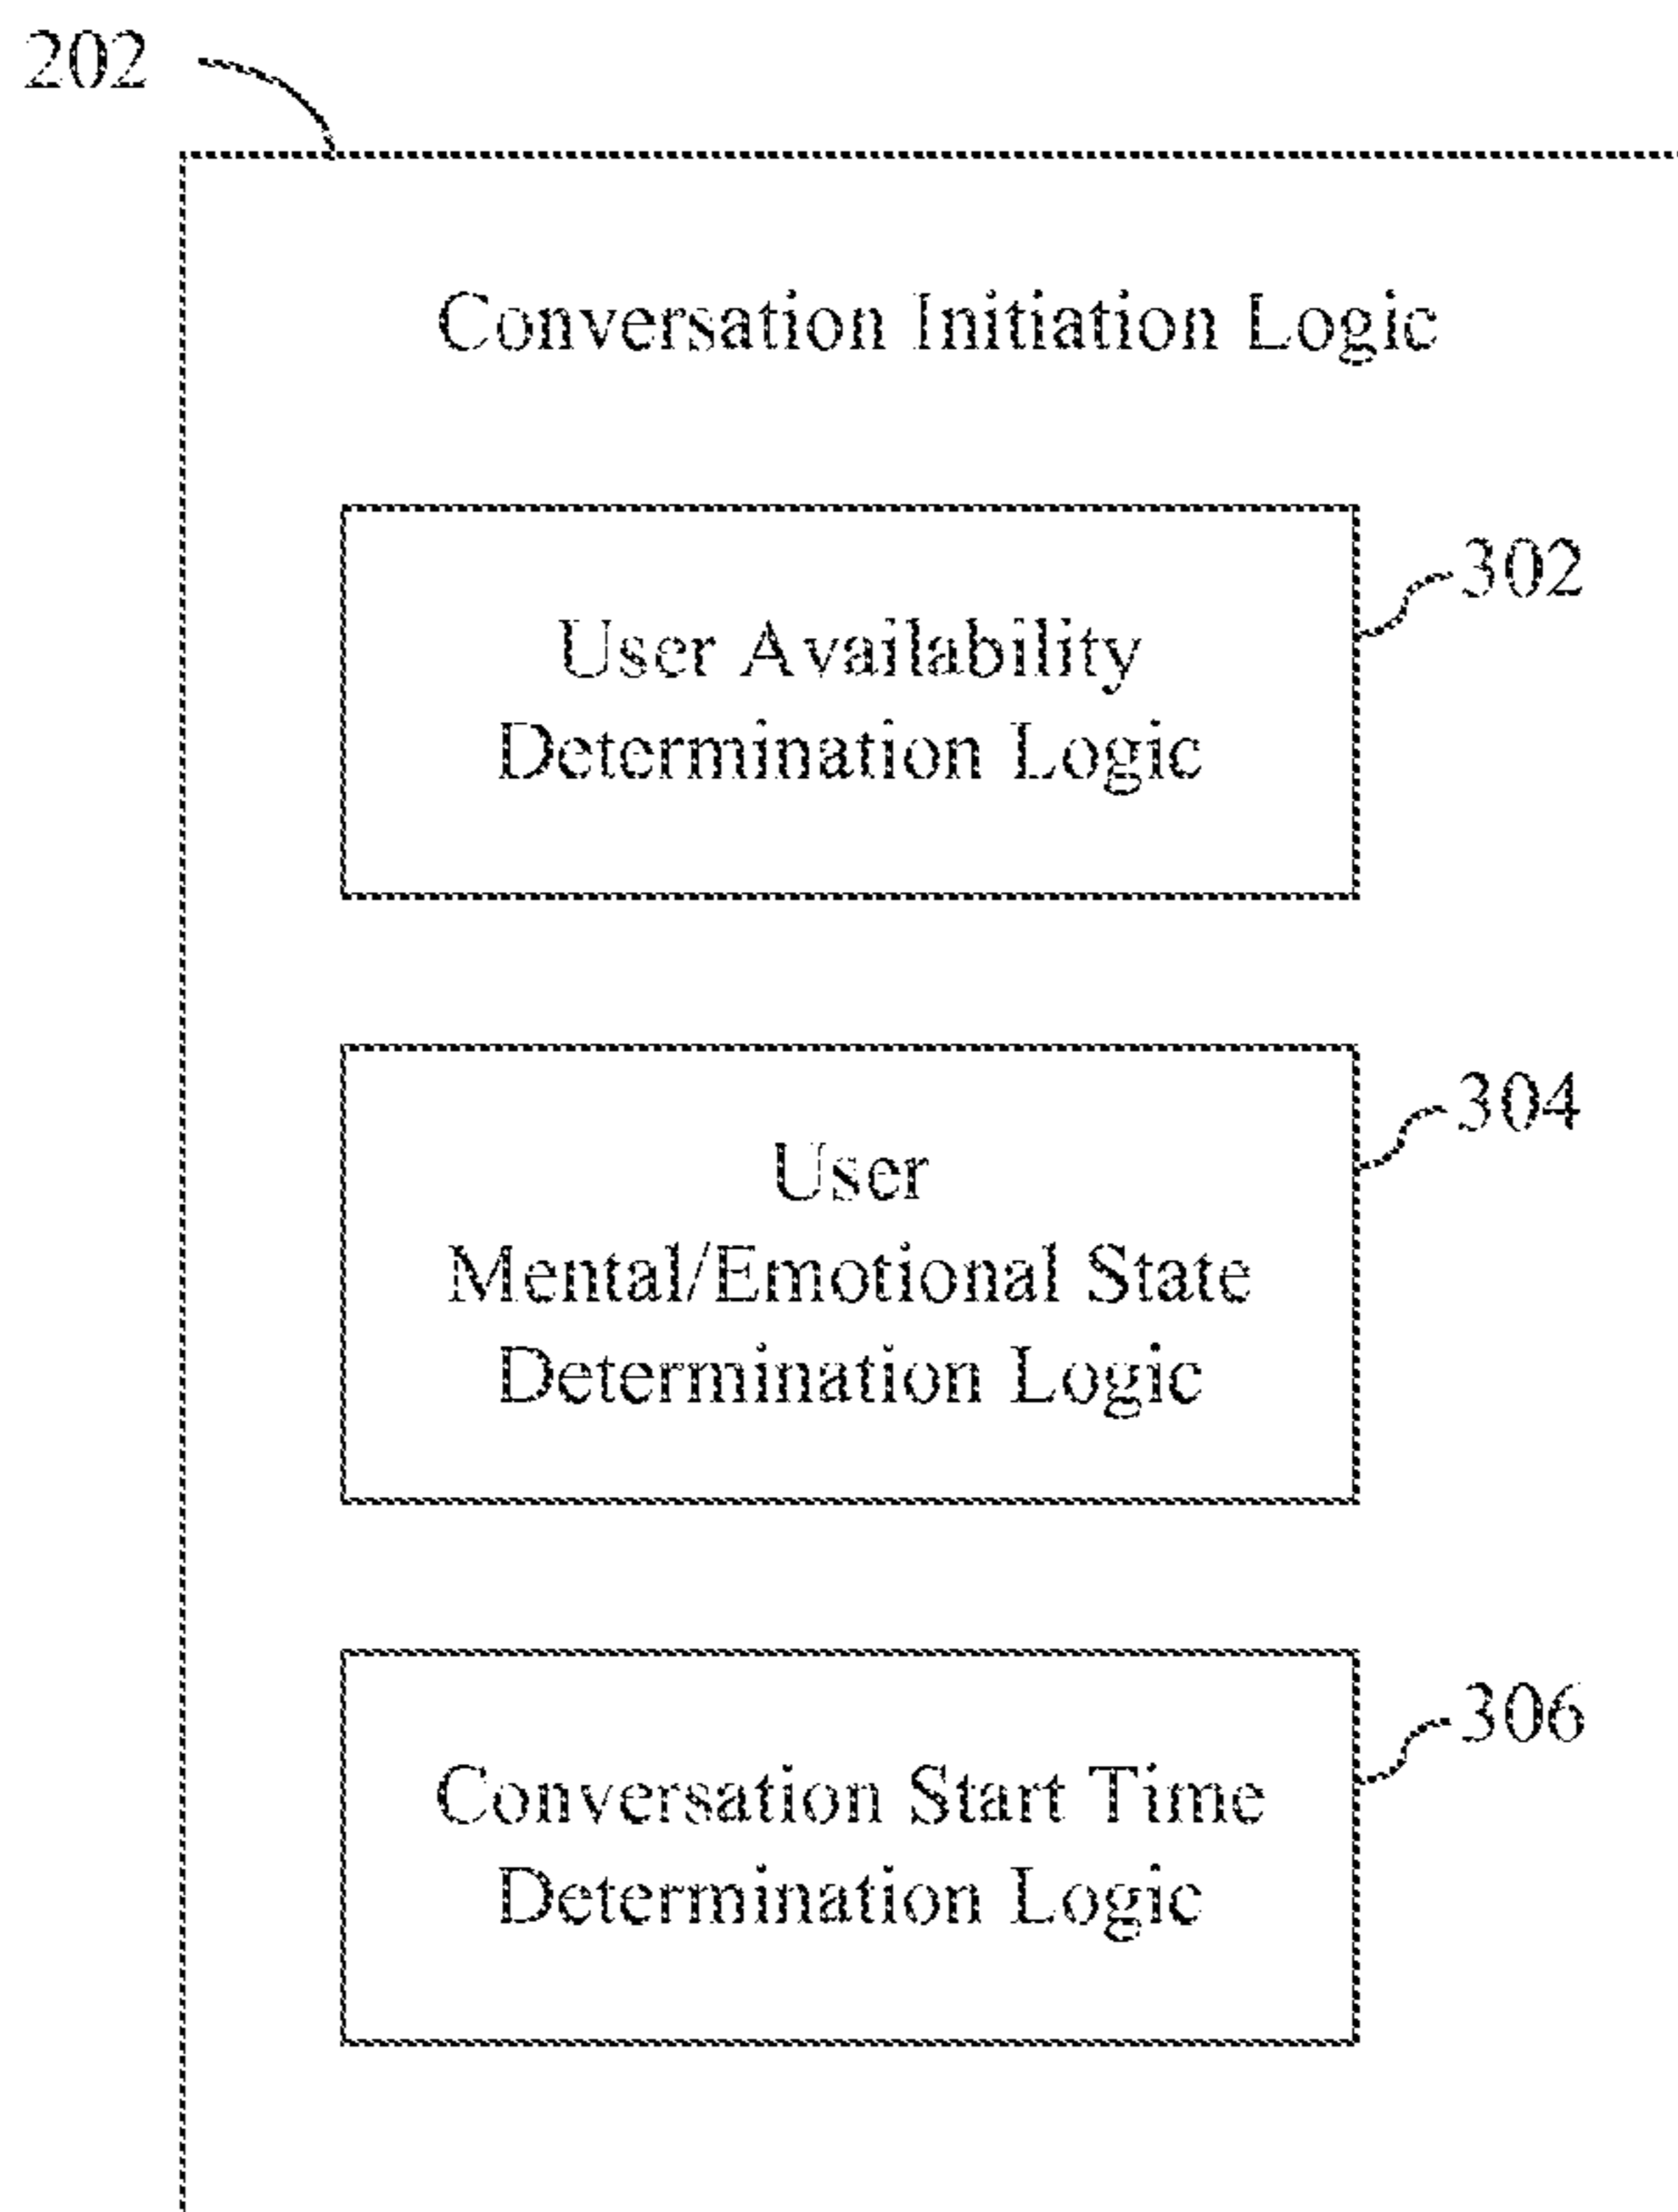 202
Conversation Initiation Logic
User Availability
Determination Logic
302
User
Mental/Emotional State
Determination Logic
304
Conversation Start Time
Determination Logic
306